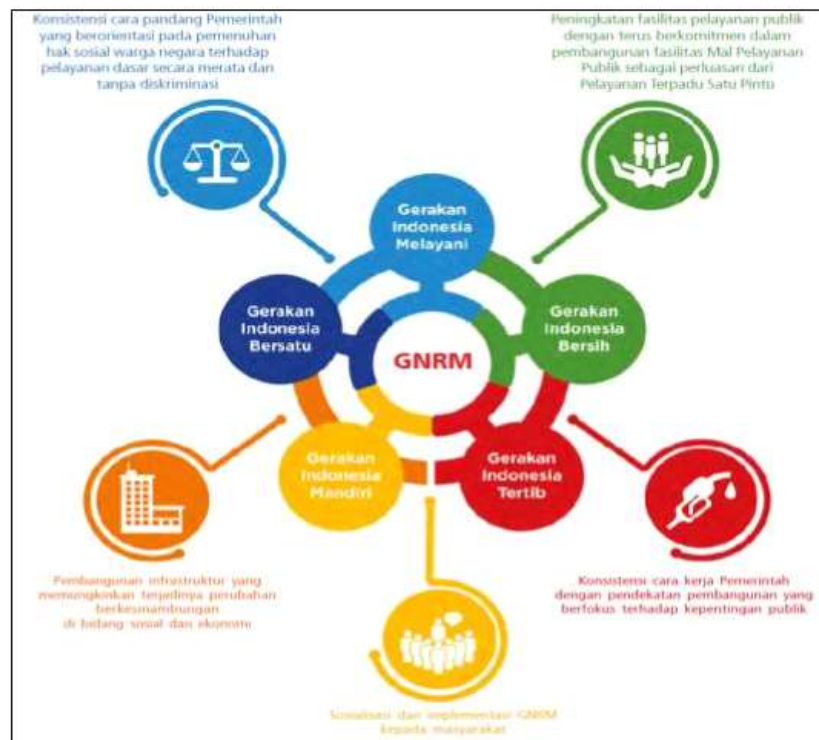 Konsistensi cara pandang Pemerintah
yang berorientasi pada pemenuhan
hak sosial warga negara terhadap
pelayanan dasar secara merata dan
tanpa diskriminasi
Peningkatan fasilitas pelayanan publik
dengan terus berkomitmen dalam
pembangunan fasilitas Mal Pelayanan
Publik sebagai perluasan dari
Pelayanan Terpadu Satu Pintu
Gerakan
Indonesia
Melayani
Gerakan
Indonesia
Bersatu
Gerakan
Indonesia
Bersih
GNRM
Gerakan
Indonesia
Mandiri
Gerakan
Indonesia
Tertib
Pembangunan infrastruktur yang
memungkinkan terjadinya perubahan
berkesinambungan
di bidang sosial dan ekonomi
Konsistensi cara kerja Pemerintah
dengan pendekatan pembangunan yang
berfokus terhadap kepentingan publik
Sosialisasi dan implementasi GNRM
kepada masyarakat